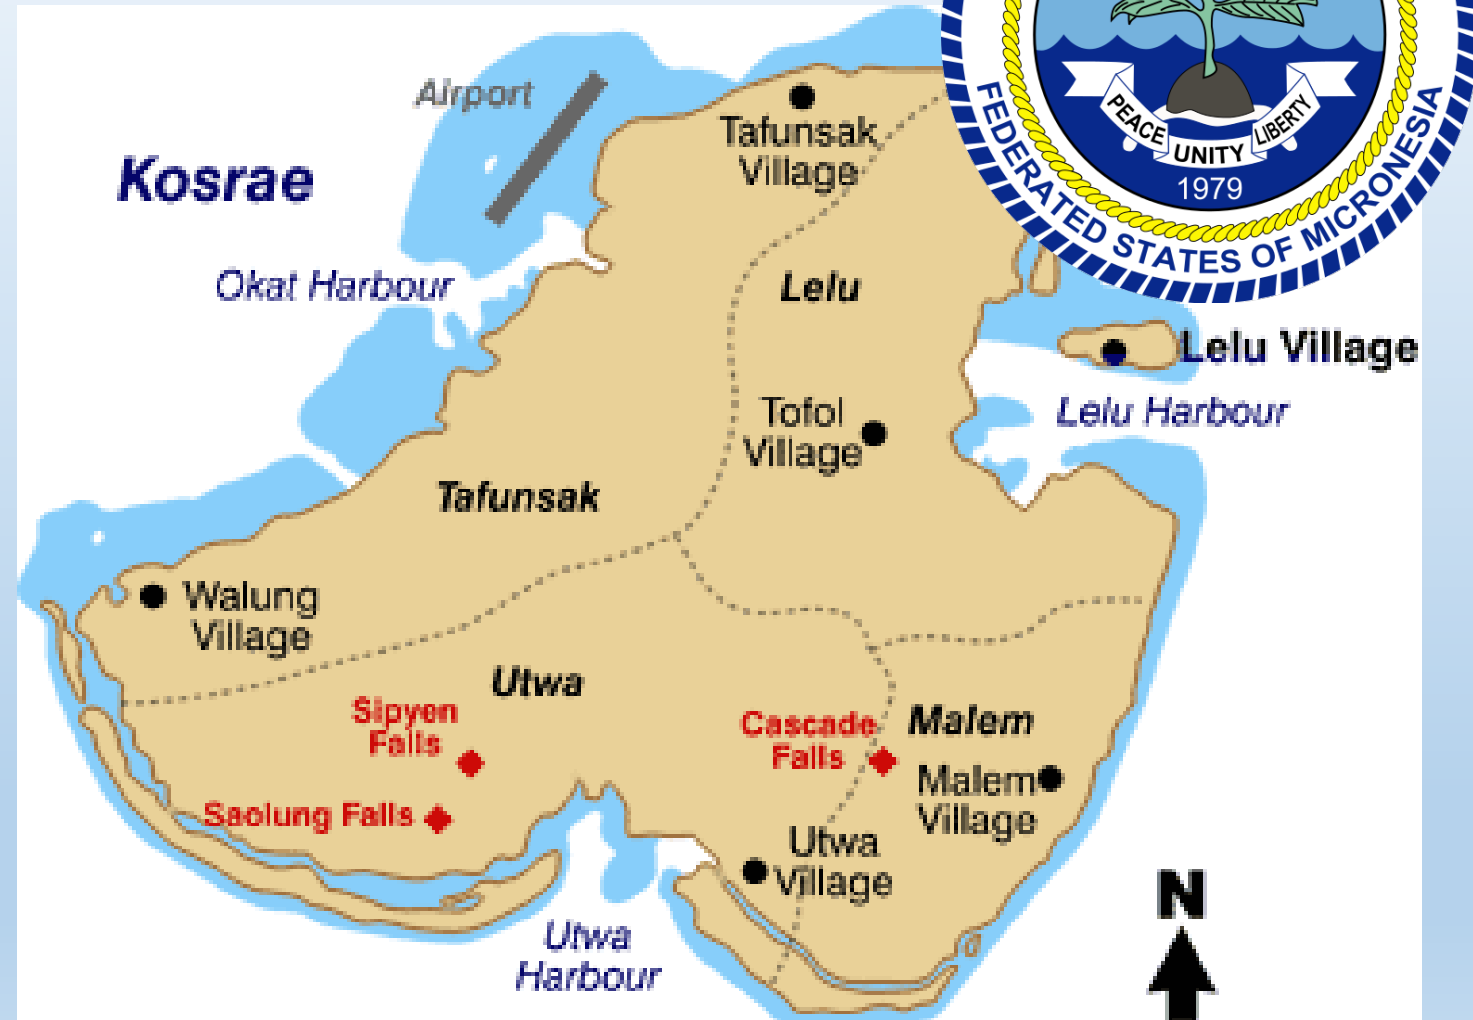 Airport
Kosrae
Okat Harbour
Tafunsak
Village
PEACE
UNITY
LIBERTY
1979
FEDERATED STATES OF MICRONESIA
Lelu
Lelu Village
Lelu Harbour
Tofol
Village
Tafunsak
Walung
Village
Utwa
Sipyen
Falls
Saolung Falls
Cascade
Falls
Malem
Malem
Village
Utwa
Village
Utwa
Harbour
N